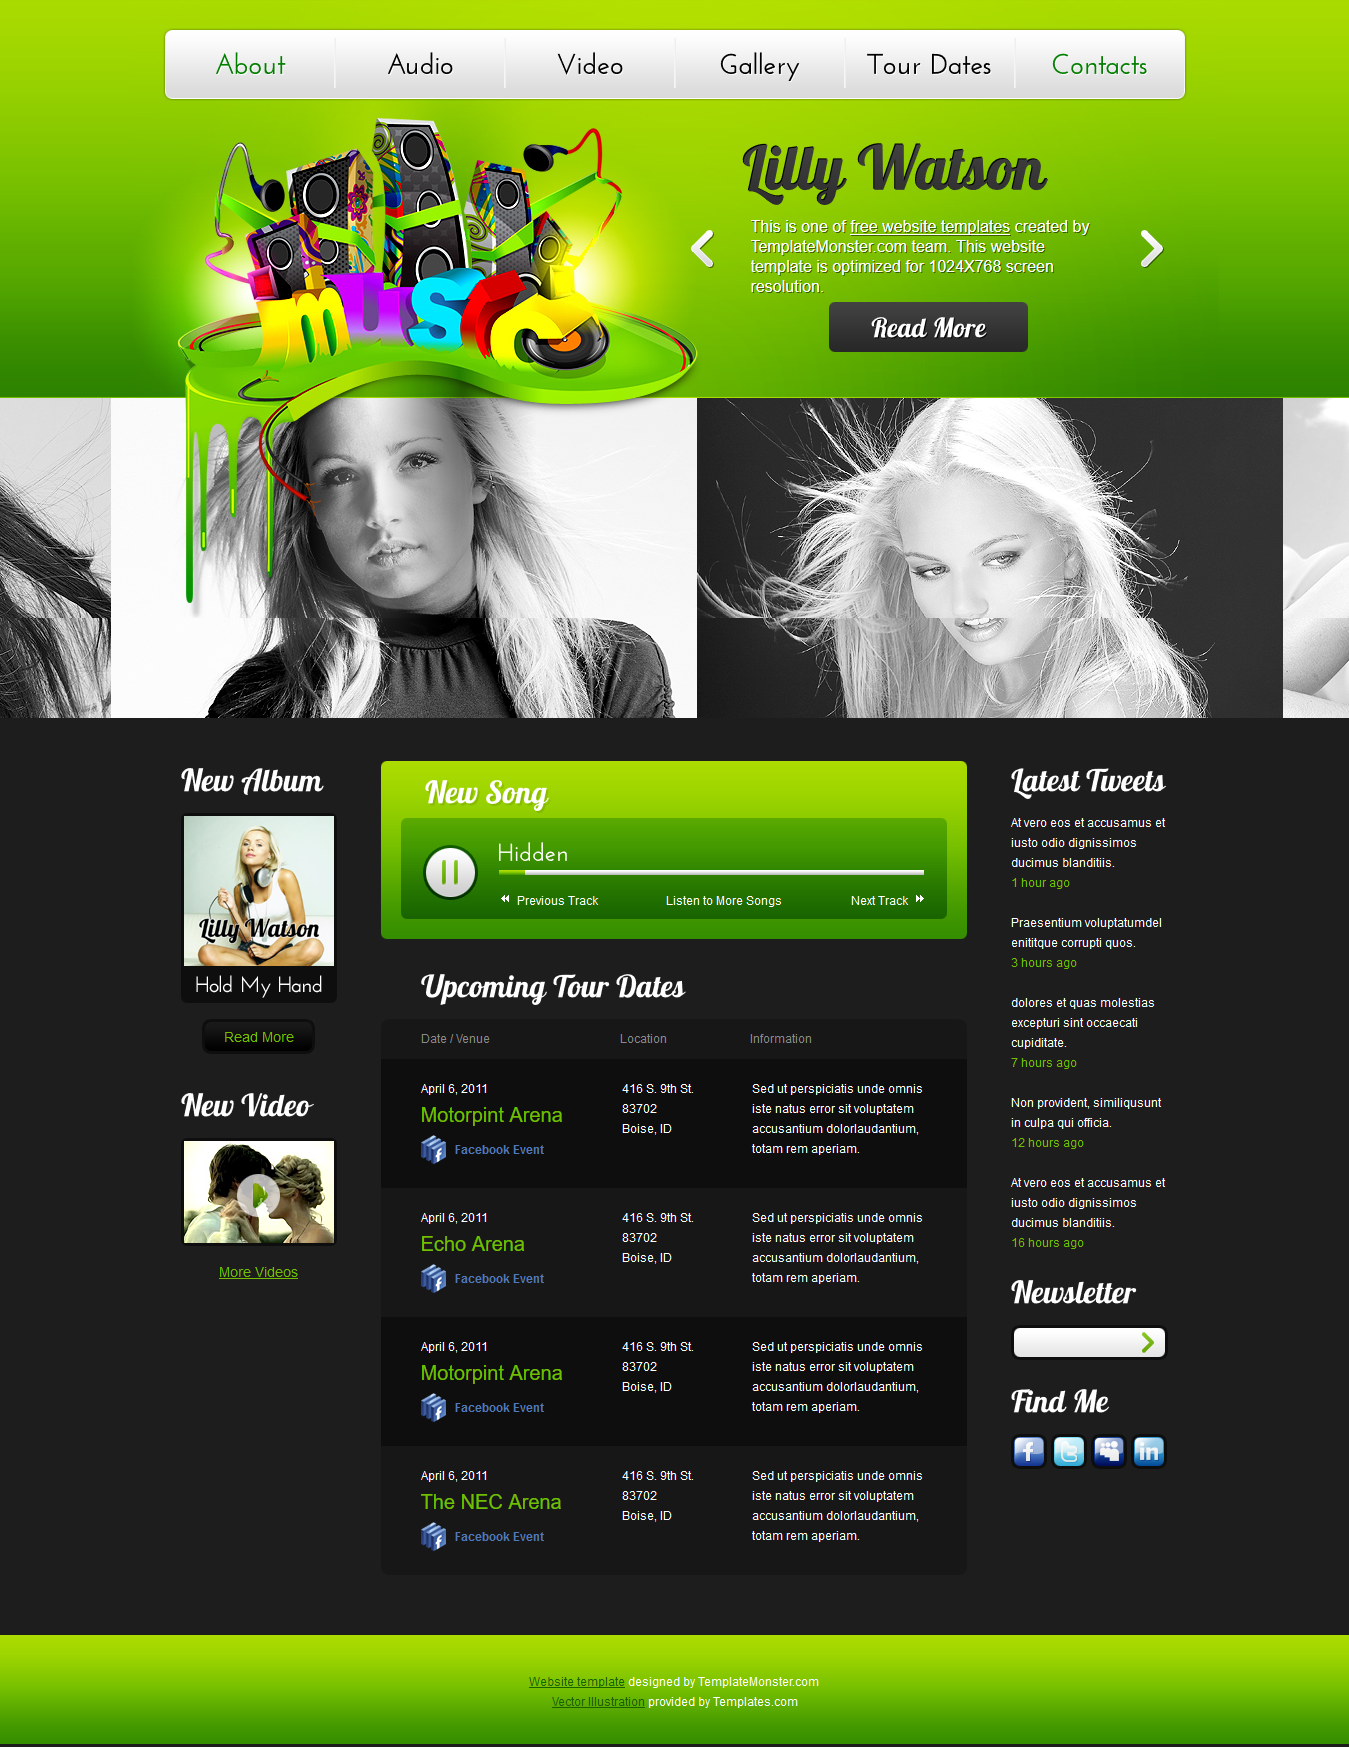 About
Audio
Video
Gallery
Tour Dates
Contacts
music
Lilly Watson
This is one of free website templates created by
TemplateMonster.com team. This website
template is optimized for 1024X768 screen
resolution.
Read More
New Album
Lilly Watson
Hold My Hand
Read More
New Video
More Videos
New Song
Hidden
Previous Track
Listen to More Songs
Next Track
Upcoming Tour Dates
Date / Venue
Location
Information
April 6, 2011
Motorpint Arena
Facebook Event
416 S. 9th St.
83702
Boise, ID
Sed ut perspiciatis unde omnis
iste natus error sit voluptatem
accusantium dolorlaudantium,
totam rem aperiam.
April 6, 2011
Echo Arena
Facebook Event
416 S. 9th St.
83702
Boise, ID
Sed ut perspiciatis unde omnis
iste natus error sit voluptatem
accusantium dolorlaudantium,
totam rem aperiam.
April 6, 2011
Motorpint Arena
Facebook Event
416 S. 9th St.
83702
Boise, ID
Sed ut perspiciatis unde omnis
iste natus error sit voluptatem
accusantium dolorlaudantium,
totam rem aperiam.
April 6, 2011
The NEC Arena
Facebook Event
416 S. 9th St.
83702
Boise, ID
Sed ut perspiciatis unde omnis
iste natus error sit voluptatem
accusantium dolorlaudantium,
totam rem aperiam.
Latest Tweets
At vero eos et accusamus et
iusto odio dignissimos
ducimus blanditiis.
1 hour ago
Praesentium voluptatumdel
enititque corrupti quos.
3 hours ago
dolores et quas molestias
excepturi sint occaecati
cupiditate.
7 hours ago
Non provident, similiqusunt
in culpa qui officia.
12 hours ago
At vero eos et accusamus et
iusto odio dignissimos
ducimus blanditiis.
16 hours ago
Newsletter
Find Me
Website template designed by TemplateMonster.com
Vector Illustration provided by Templates.com